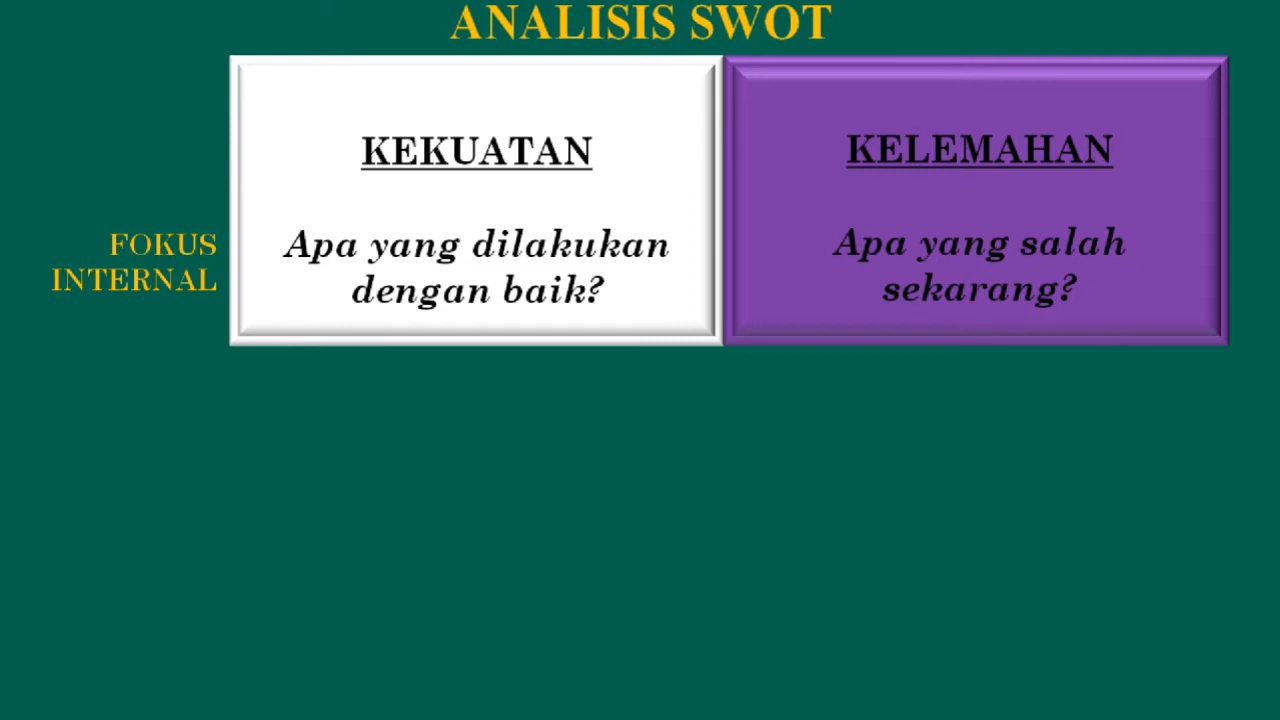 ANALISIS SWOT
KEKUATAN
Apa yang dilakukan
dengan baik?
KELEMAHAN
Apa yang salah
sekarang?
FOKUS
INTERNAL